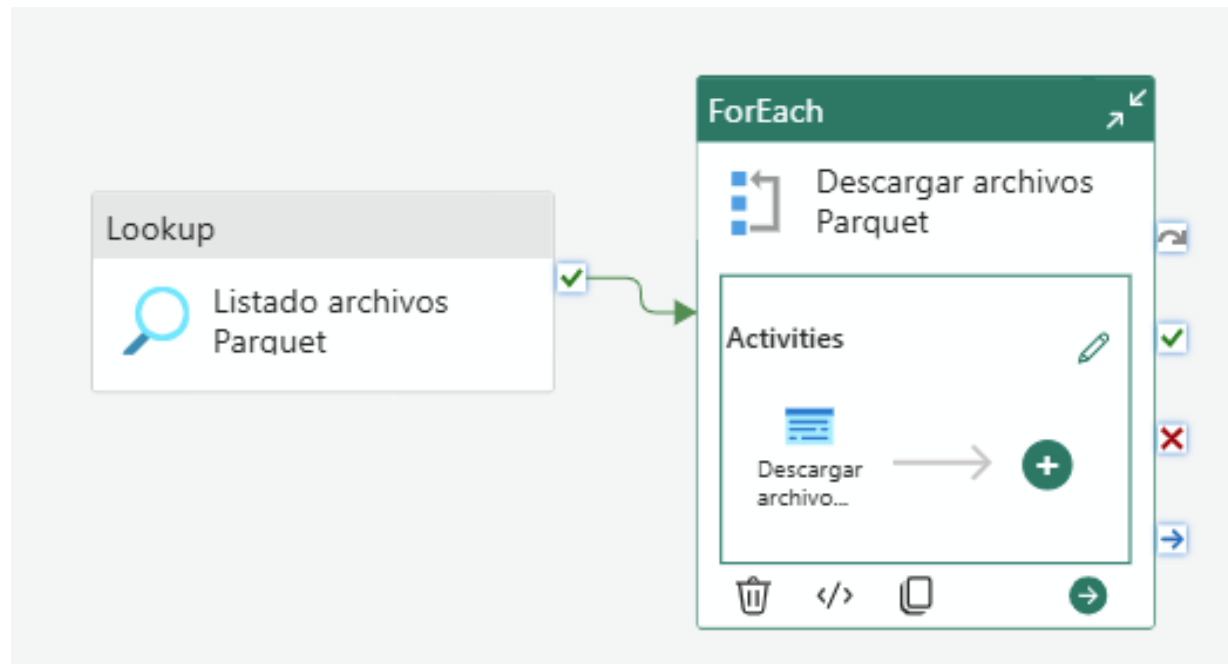 Lookup
Listado archivos
Parquet
ForEach
Descargar archivos
Parquet
Activities
Descargar
archivo...